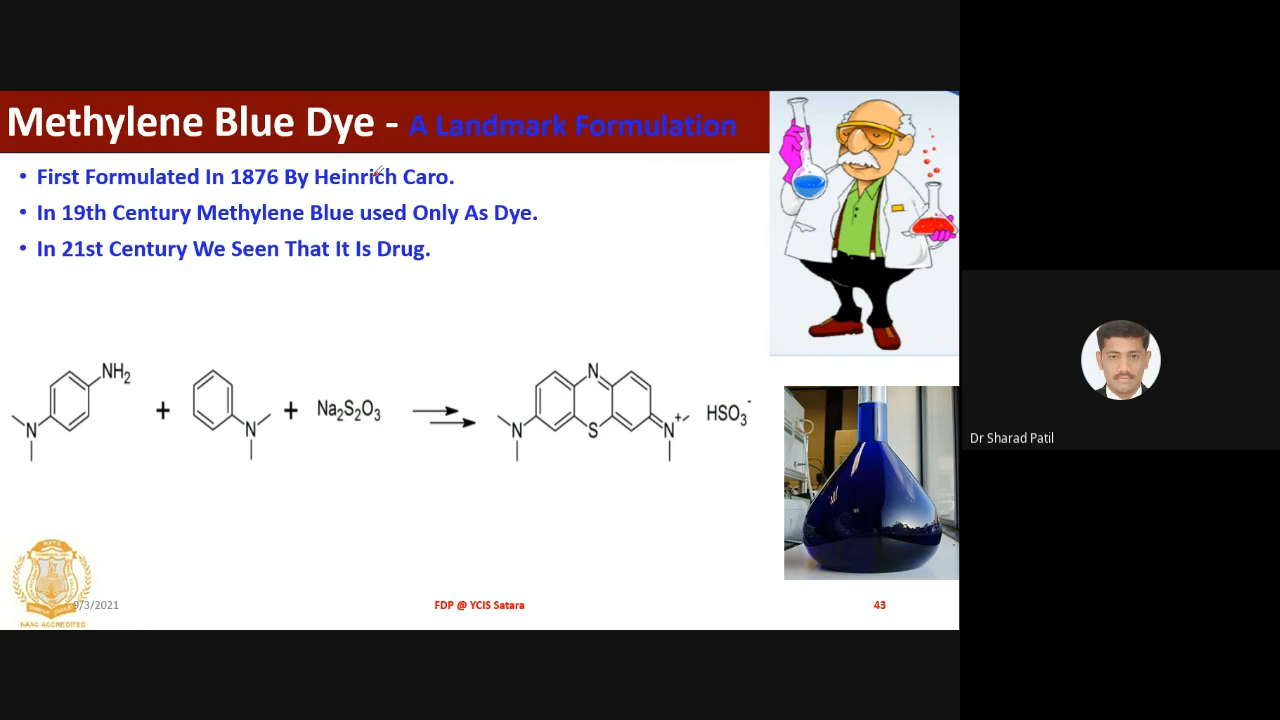 Methylene Blue Dye - A Landmark Formulation
• First Formulated In 1876 By Heinrich Caro.
• In 19th Century Methylene Blue used Only As Dye.
• In 21st Century We Seen That It Is Drug.
NH2
N
+
N
+
Na2S2O3
N
N
S
N+
HSO3-
Dr Sharad Patil
NAAC ACCREDITED
9/3/2021
FDP @ YCIS Satara
43